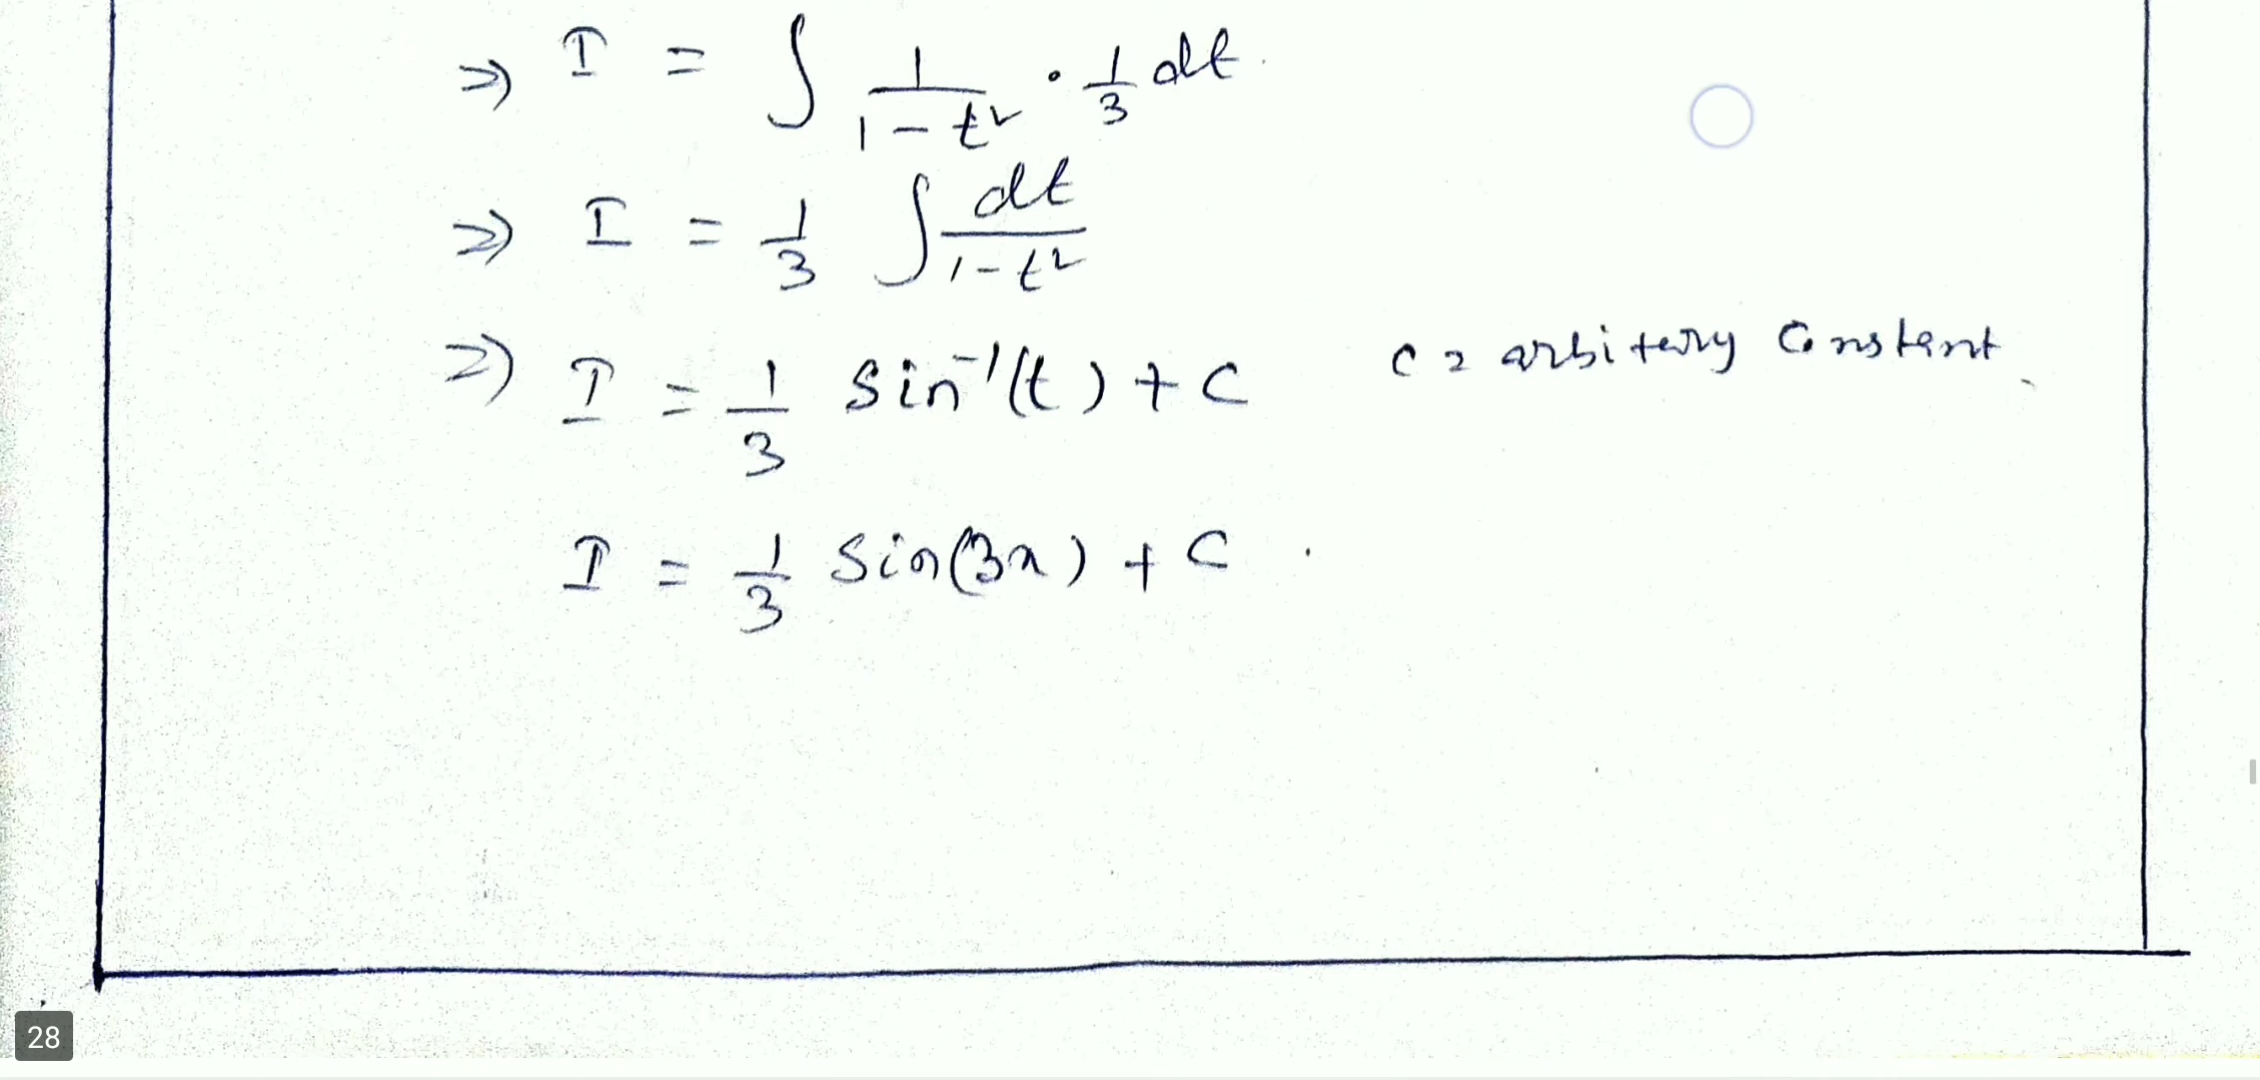 ⇒ I = ∫ 1/(1 - t²) · 1/3 dt.
⇒ I = 1/3 ∫ dt/(1 - t²)
⇒ I = 1/3 sin⁻¹(t) + C    C = arbitery Constant.
I = 1/3 sin(3x) + C .
28